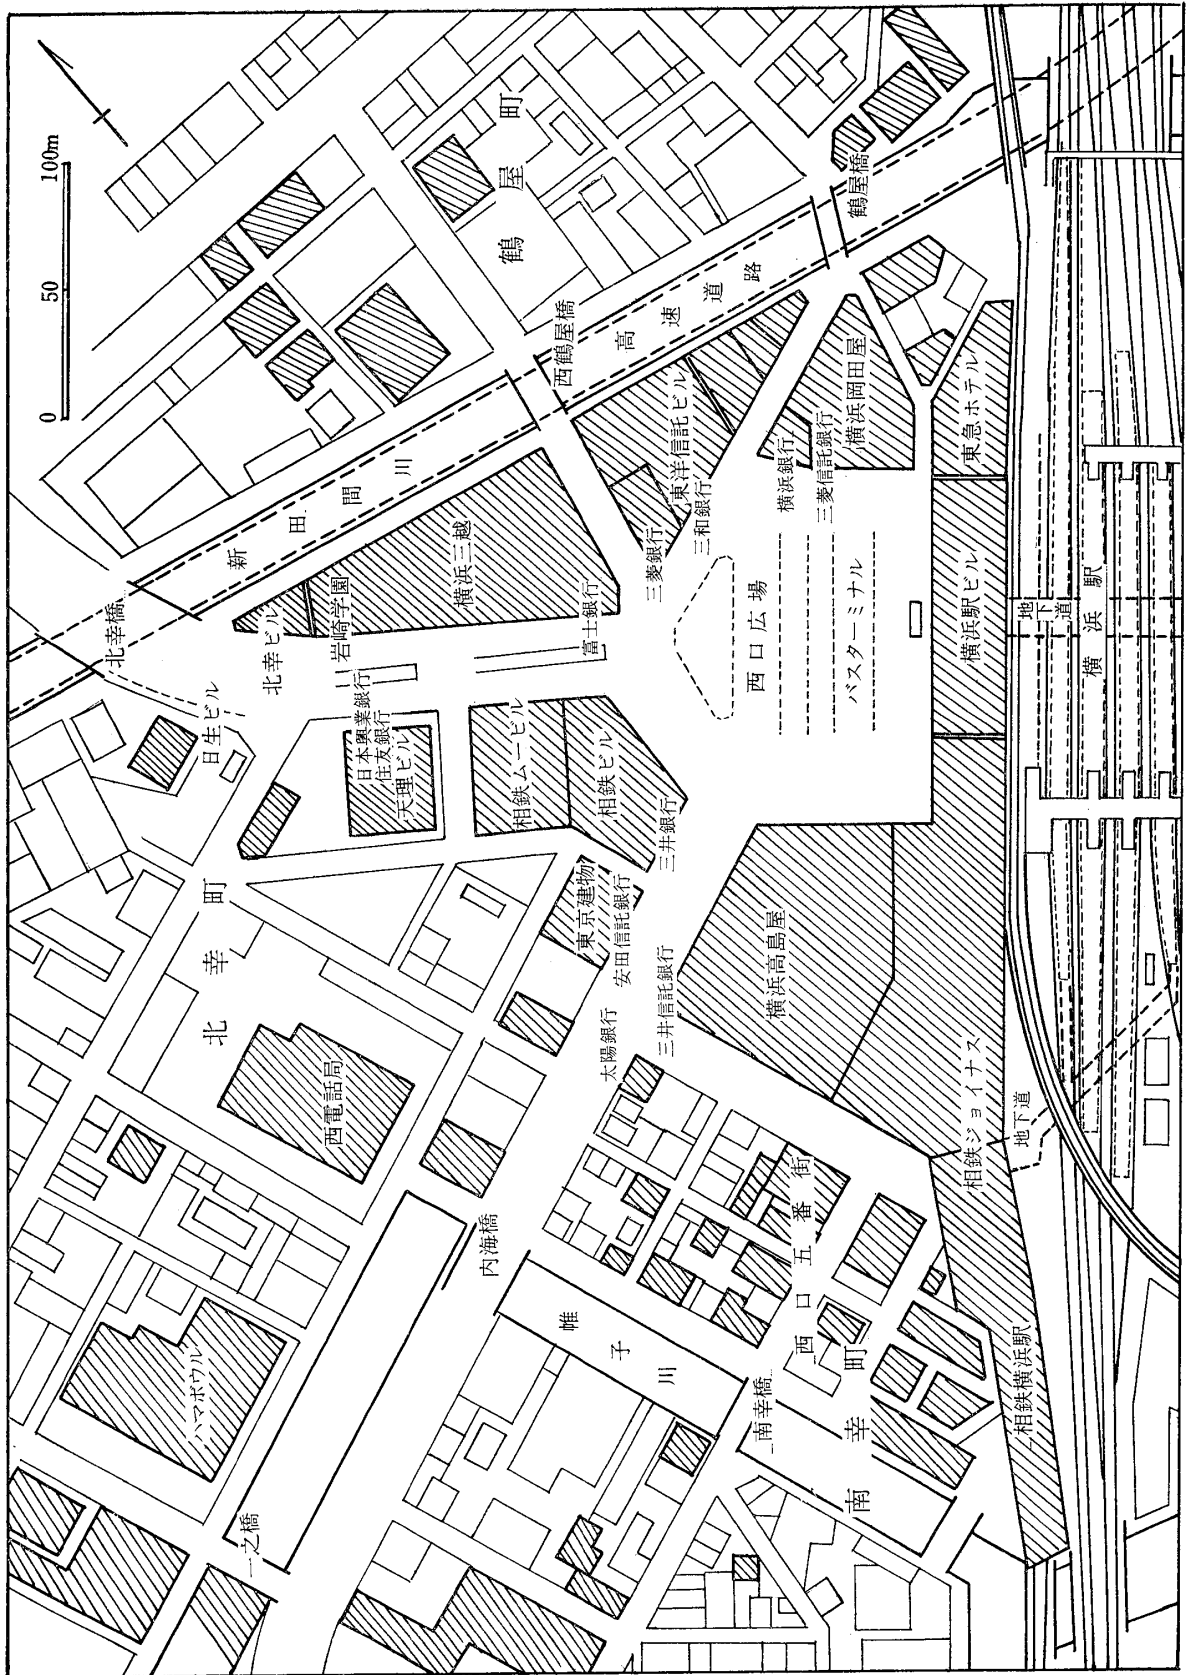 0 50 100m
鶴屋町
鶴屋橋
西鶴屋橋
高速道路
新田間川
北幸橋
北幸ビル
岩崎学園
横浜三越
富士銀行
三菱銀行
東洋信託ビル
三和銀行
横浜銀行
三菱信託銀行
横浜岡田屋
東急ホテル
西口広場
バスターミナル
横浜駅ビル
地下道
横浜駅
日生ビル
日本興業銀行
住友銀行
天理ビル
相鉄ムービル
相鉄ビル
三井銀行
東京建物
安田信託銀行
三井信託銀行
太陽銀行
横浜高島屋
相鉄ジョイナス
地下道
相鉄横浜駅
北幸町
西電話局
内海橋
ハマボウル
一之橋
帷子川
西口五番街
南幸橋
南幸町